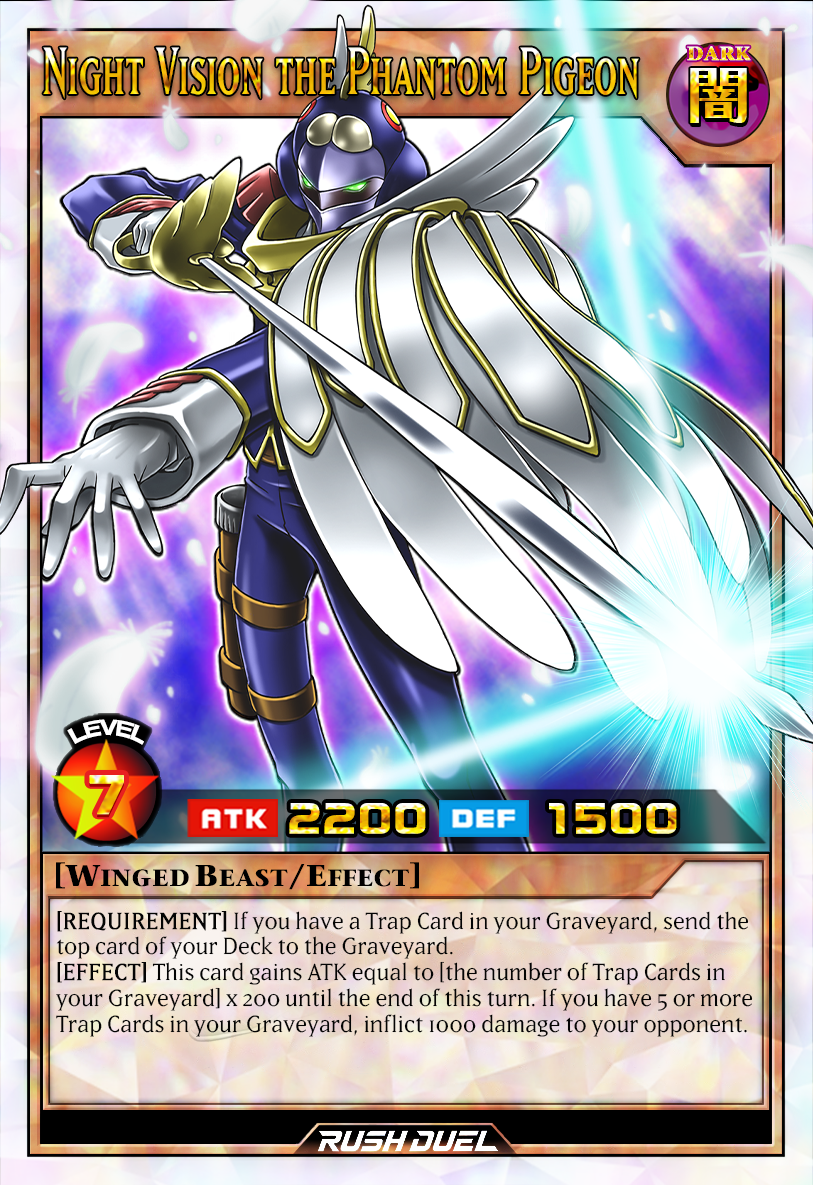 Night Vision the Phantom Pigeon
DARK
闇
LEVEL
7
ATK 2200 DEF 1500
[Winged Beast/Effect]
[REQUIREMENT] If you have a Trap Card in your Graveyard, send the
top card of your Deck to the Graveyard.
[EFFECT] This card gains ATK equal to [the number of Trap Cards in
your Graveyard] x 200 until the end of this turn. If you have 5 or more
Trap Cards in your Graveyard, inflict 1000 damage to your opponent.
RUSH DUEL